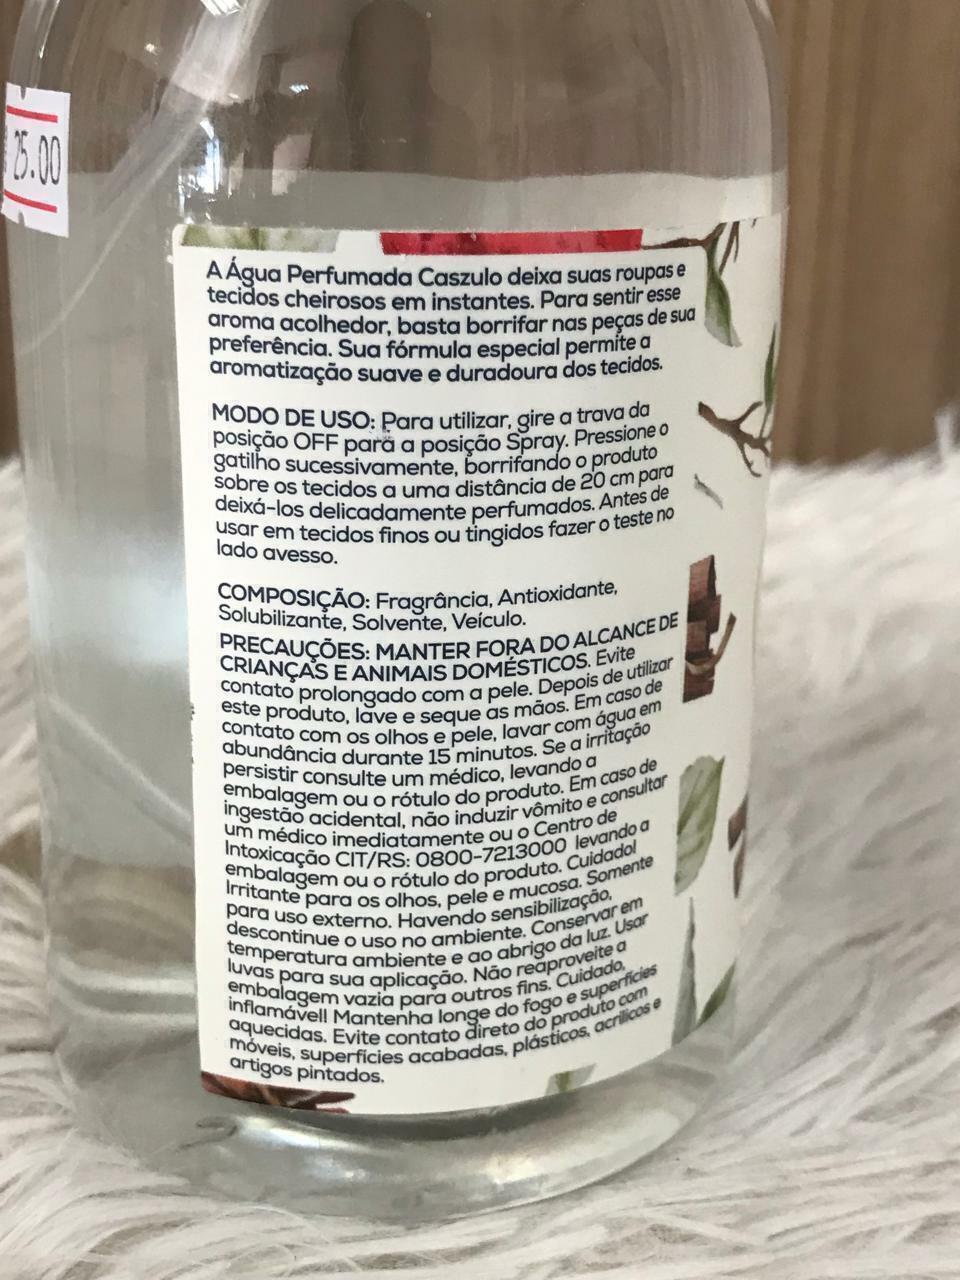 25.00
A Água Perfumada Caszulo deixa suas roupas e
tecidos cheirosos em instantes. Para sentir esse
aroma acolhedor, basta borrifar nas peças de sua
preferência. Sua fórmula especial permite a
aromatização suave e duradoura dos tecidos.
MODO DE USO: Para utilizar, gire a trava da
posição OFF para a posição Spray. Pressione o
gatilho sucessivamente, borrifando o produto
sobre os tecidos a uma distância de 20 cm para
deixá-los delicadamente perfumados. Antes de
usar em tecidos finos ou tingidos fazer o teste no
lado avesso.
COMPOSIÇÃO: Fragrância, Antioxidante,
Solubilizante, Solvente, Veículo.
PRECAUÇÕES: MANTER FORA DO ALCANCE DE
CRIANÇAS E ANIMAIS DOMÉSTICOS. Evite
contato prolongado com a pele. Depois de utilizar
este produto, lave e seque as mãos. Em caso de
contato com os olhos e pele, lavar com água em
abundância durante 15 minutos. Se a irritação
persistir consulte um médico, levando a
embalagem ou o rótulo do produto. Em caso de
ingestão acidental, não induzir vômito e consultar
um médico imediatamente ou o Centro de
Intoxicação CIT/RS: 0800-7213000 levando a
embalagem ou o rótulo do produto. Cuidado!
Irritante para os olhos, pele e mucosa. Somente
para uso externo. Havendo sensibilização,
descontinue o uso no ambiente. Conservar em
temperatura ambiente e ao abrigo da luz. Usar
luvas para sua aplicação. Não reaproveite a
embalagem vazia para outros fins. Cuidado,
inflamável! Mantenha longe do fogo e superfícies
aquecidas. Evite contato direto do produto com
móveis, superfícies acabadas, plásticos, acrílicos e
artigos pintados.